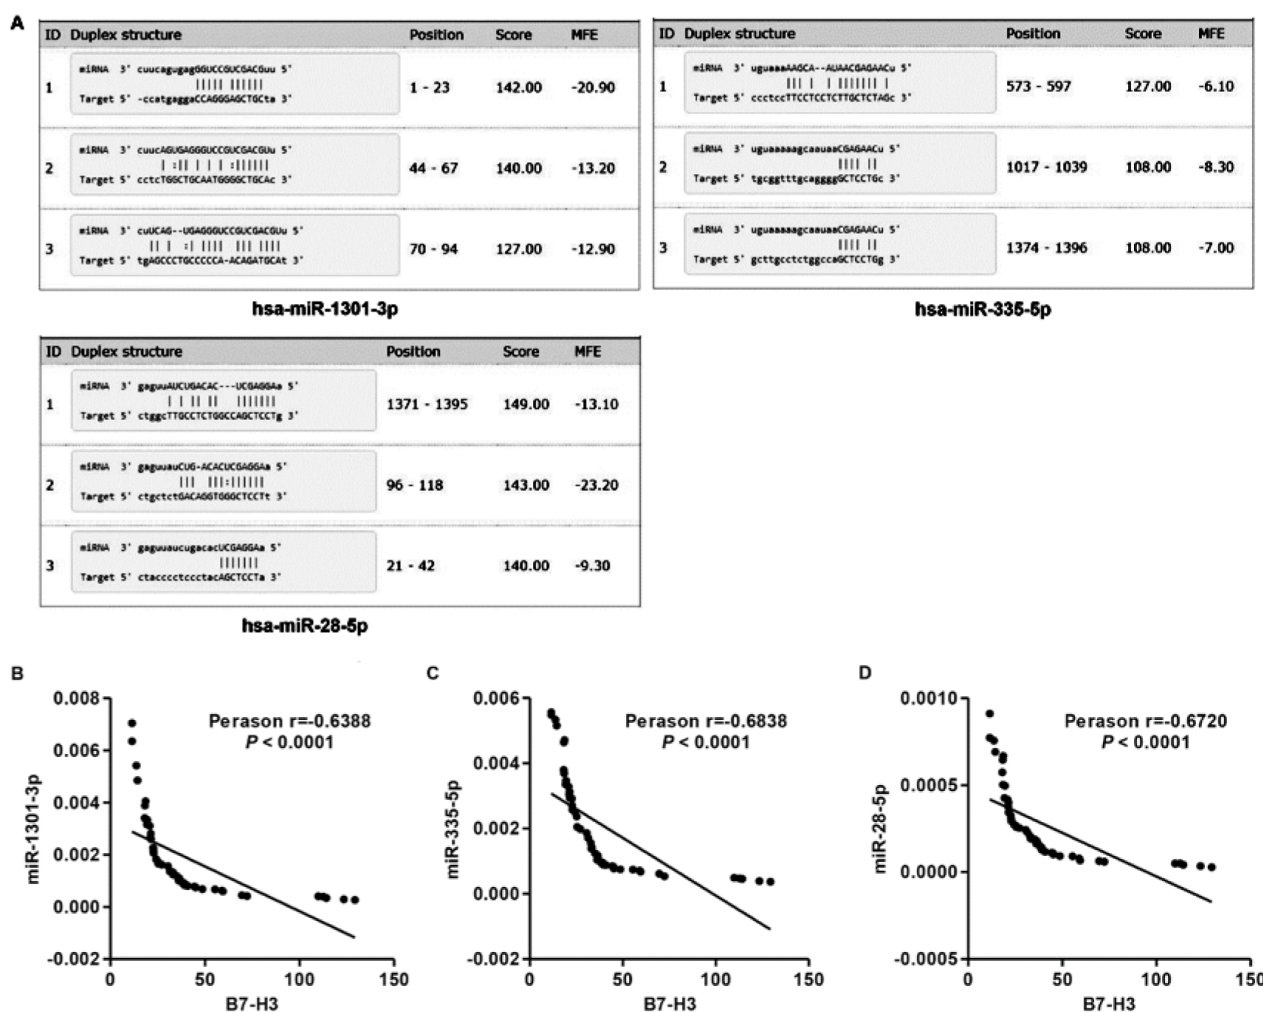 A
ID Duplex structure Position Score MFE
1
miRNA 3' cuucagugagGGUCCGUCGACGuu 5'
||||| ||||||
Target 5' -ccatgaggaCCAGGGAGCTGCta 3'
1 - 23 142.00 -20.90
2
miRNA 3' cuucAGUGAGGGUCCGUCGACGUu 5'
| :|| | | | | :||||||
Target 5' cctcTGGCTGCAATGGGGCTGCAc 3'
44 - 67 140.00 -13.20
3
miRNA 3' cuUCAG--UGAGGGUCCGUCGACGUu 5'
|| | :| |||| ||| ||||
Target 5' tgAGCCCTGCCCCCA-ACAGATGCAt 3'
70 - 94 127.00 -12.90
hsa-miR-1301-3p
ID Duplex structure Position Score MFE
1
miRNA 3' uguaaaAAGCA--AUAACGAGAACu 5'
||| | | |||||||| |
Target 5' ccctccTTCCTCCTCTTGCTCTAGc 3'
573 - 597 127.00 -6.10
2
miRNA 3' uguaaaaagcaauaaCGAGAACu 5'
|||| ||
Target 5' tgcggtttgcaggggGCTCCTGc 3'
1017 - 1039 108.00 -8.30
3
miRNA 3' uguaaaaagcaauaaCGAGAACu 5'
|||| ||
Target 5' gcttgcctctggccaGCTCCTGg 3'
1374 - 1396 108.00 -7.00
hsa-miR-335-5p
ID Duplex structure Position Score MFE
1
miRNA 3' gaguuAUCUGACAC---UCGAGGAa 5'
| | || || |||||||
Target 5' ctggcTTGCCTCTGGCCAGCTCCTg 3'
1371 - 1395 149.00 -13.10
2
miRNA 3' gaguuauCUG-ACACUCGAGGAa 5'
||| |||:||||||
Target 5' ctgctctGACAGGTGGGCTCCTt 3'
96 - 118 143.00 -23.20
3
miRNA 3' gaguuaucugacacUCGAGGAa 5'
|||||||
Target 5' ctacccctccctacAGCTCCTa 3'
21 - 42 140.00 -9.30
hsa-miR-28-5p
B
Perason r=-0.6388
P < 0.0001
miR-1301-3p
0.008
0.006
0.004
0.002
0.000
-0.002
0 50 100 150
B7-H3
C
Perason r=-0.6838
P < 0.0001
miR-335-5p
0.006
0.004
0.002
0.000
-0.002
0 50 100 150
B7-H3
D
Perason r=-0.6720
P < 0.0001
miR-28-5p
0.0010
0.0005
0.0000
-0.0005
0 50 100 150
B7-H3